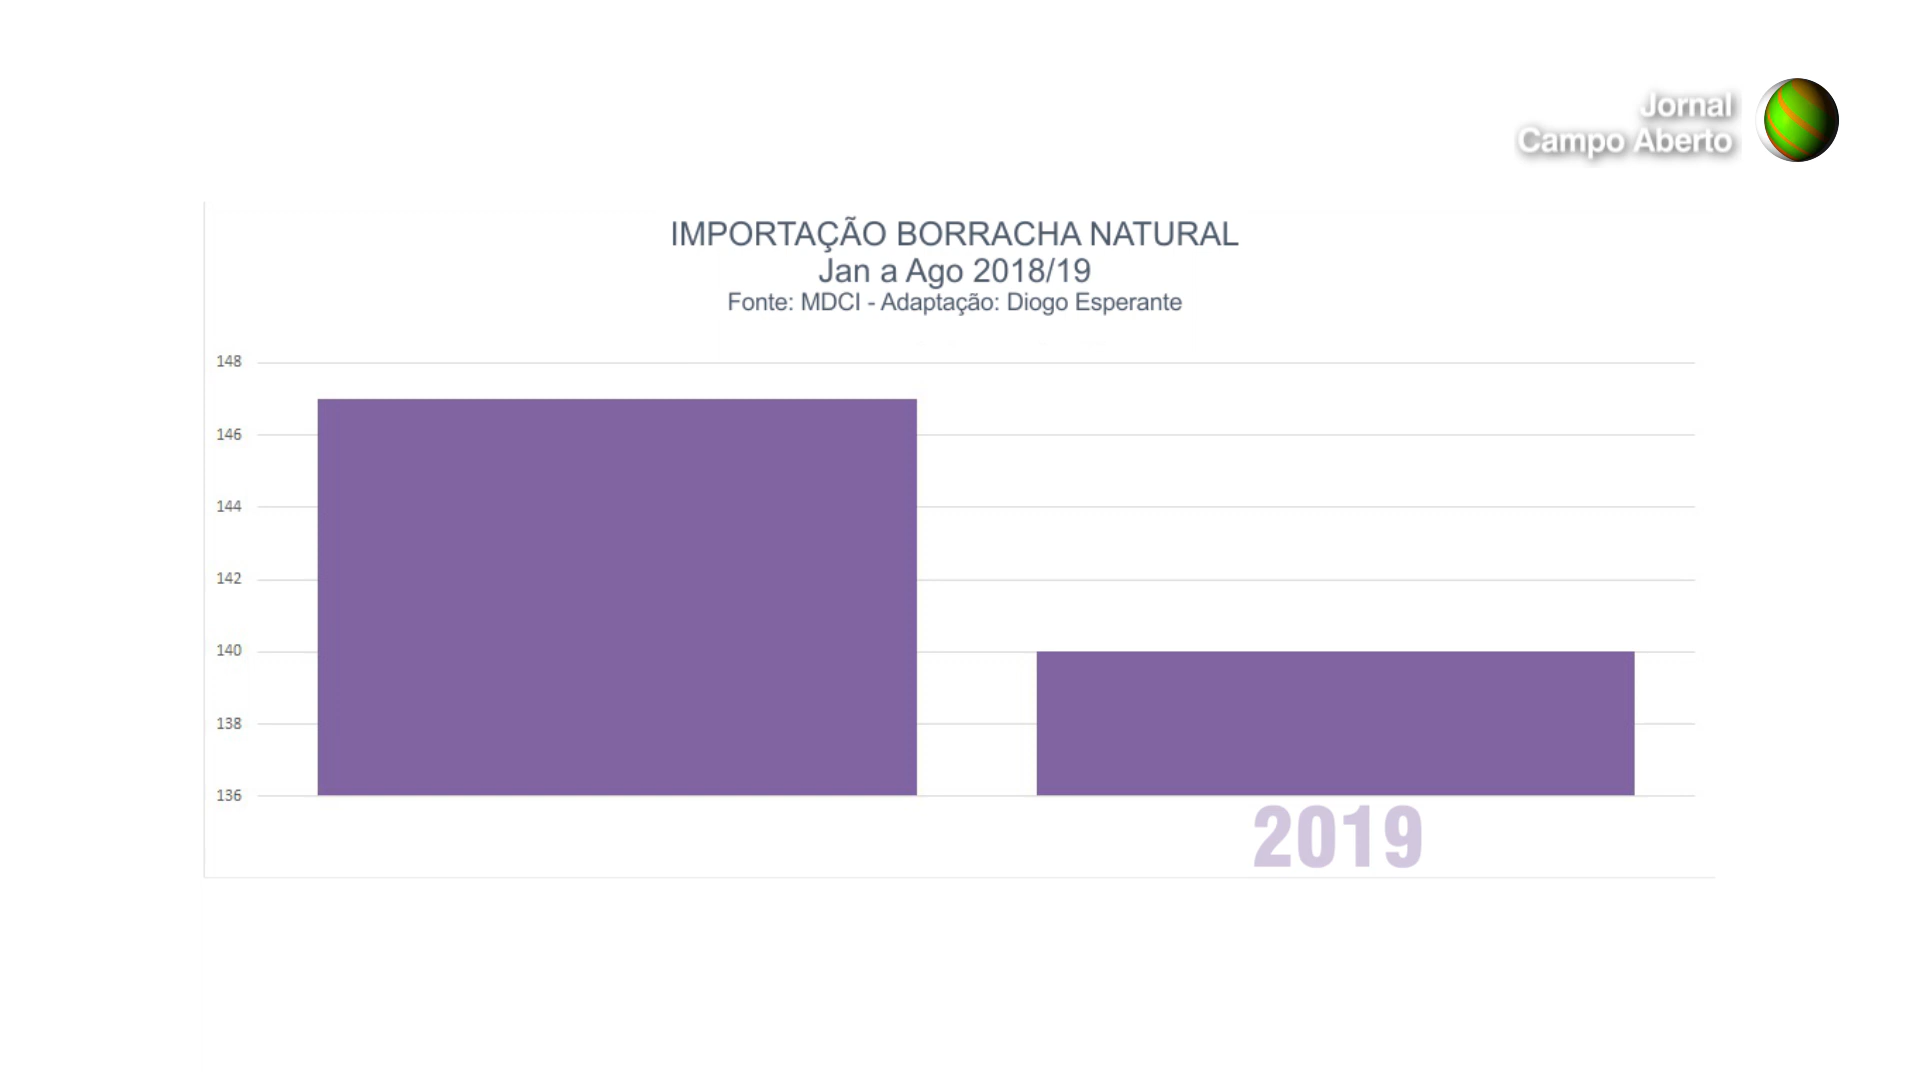 Jornal
Campo Aberto
IMPORTAÇÃO BORRACHA NATURAL
Jan a Ago 2018/19
Fonte: MDCI - Adaptação: Diogo Esperante
148
146
144
142
140
138
136
2019